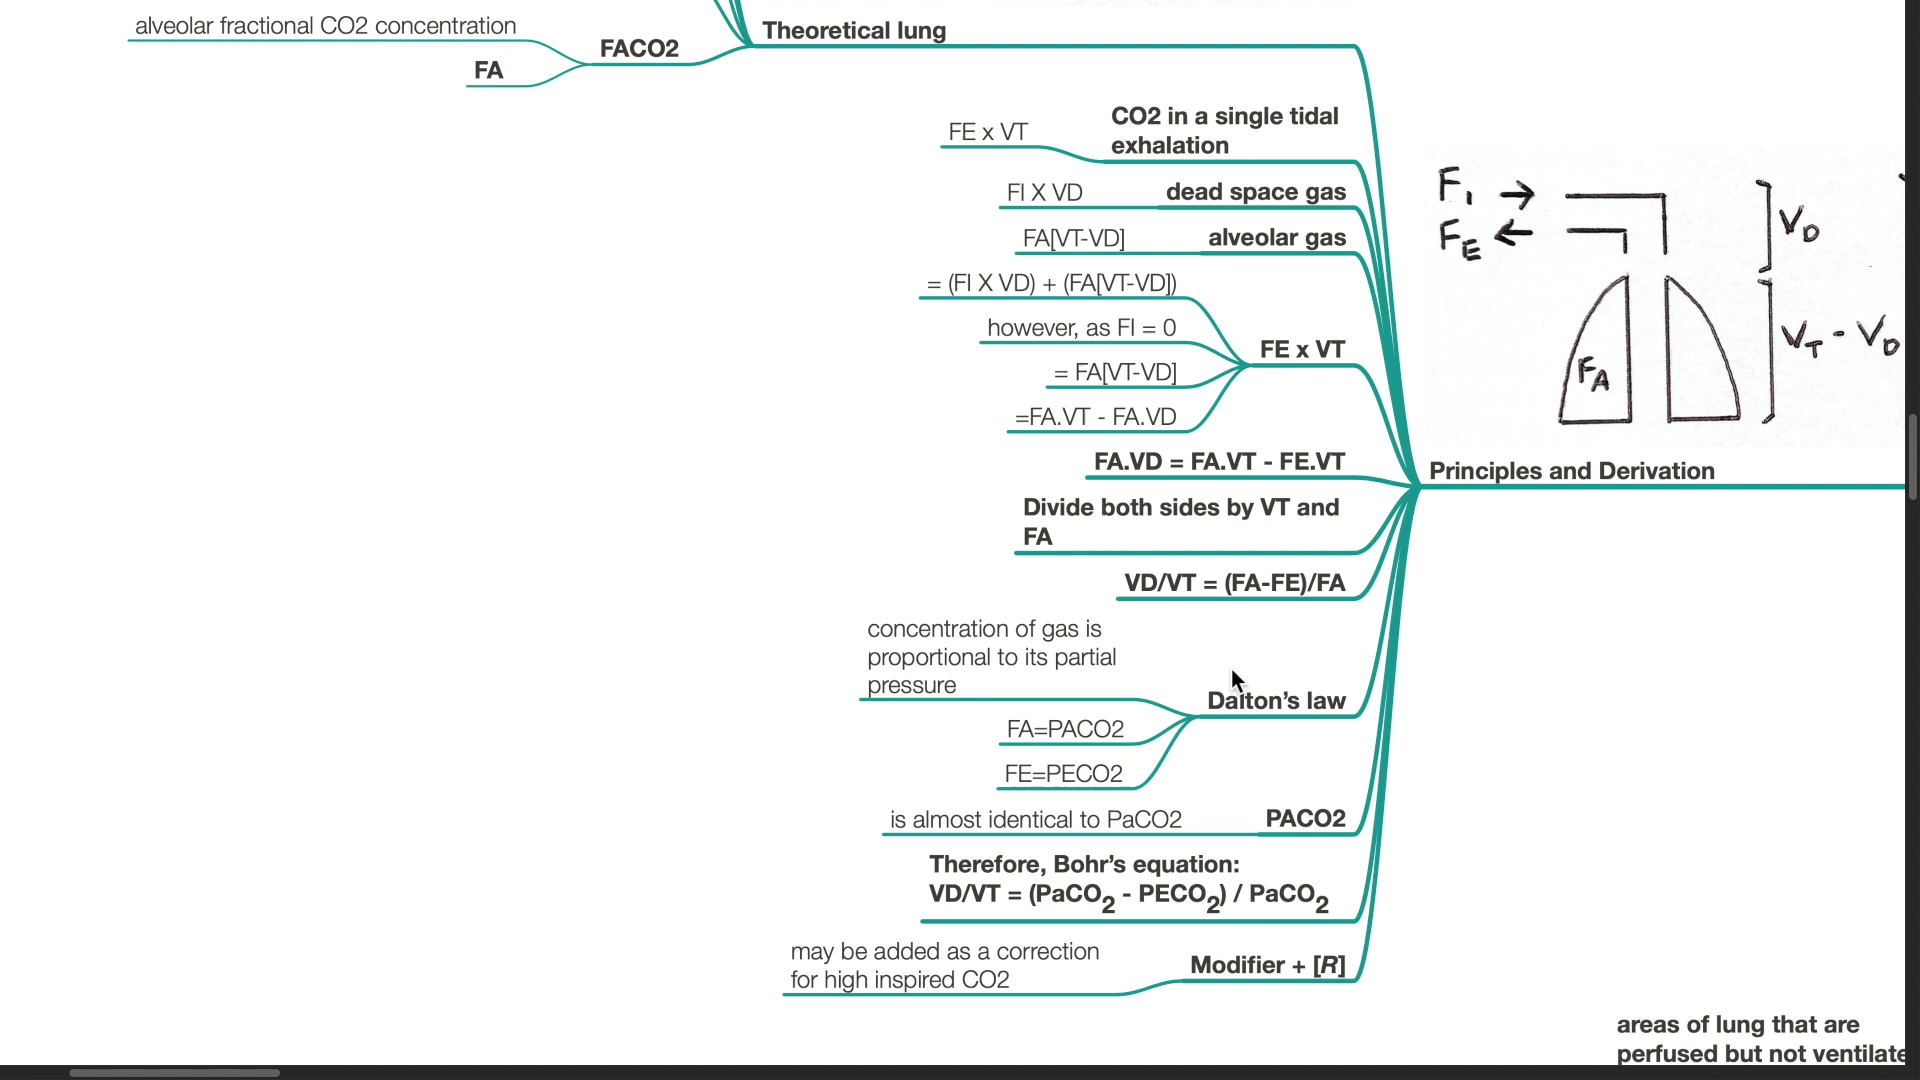 alveolar fractional CO2 concentration
FACO2
FA
Theoretical lung
FE x VT
CO2 in a single tidal
exhalation
FI X VD
dead space gas
FA[VT-VD]
alveolar gas
= (FI X VD) + (FA[VT-VD])
however, as FI = 0
= FA[VT-VD]
=FA.VT - FA.VD
FE x VT
FA.VD = FA.VT - FE.VT
Divide both sides by VT and
FA
VD/VT = (FA-FE)/FA
concentration of gas is
proportional to its partial
pressure
FA=PACO2
FE=PECO2
Dalton’s law
is almost identical to PaCO2
PACO2
Therefore, Bohr’s equation:
VD/VT = (PaCO2 - PECO2) / PaCO2
may be added as a correction
for high inspired CO2
Modifier + [R]
FI →
FE ←
VD
FA
VT - VD
Principles and Derivation
areas of lung that are
perfused but not ventilate